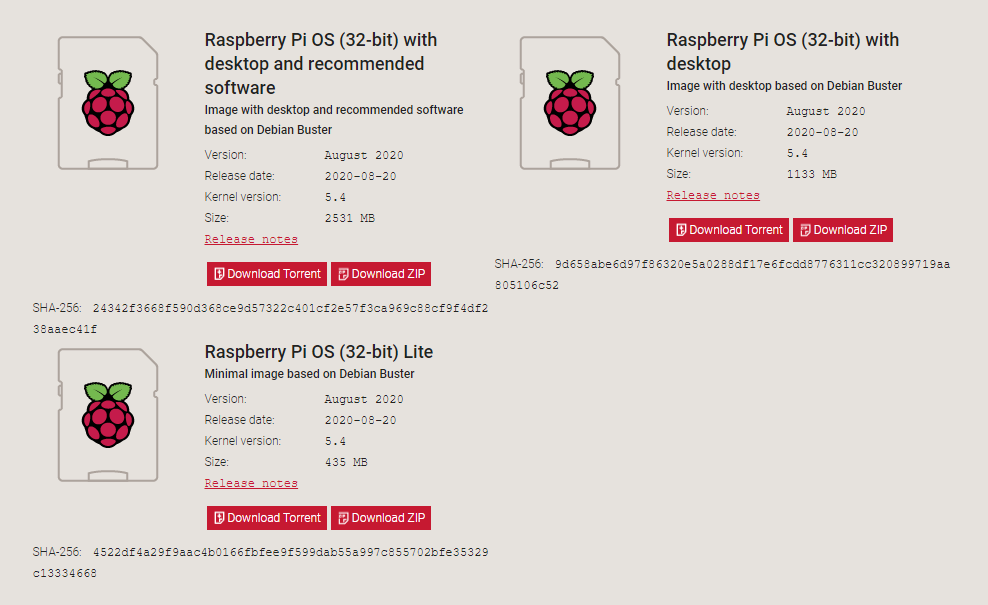 Raspberry Pi OS (32-bit) with
desktop and recommended
software
Image with desktop and recommended software
based on Debian Buster
Version: August 2020
Release date: 2020-08-20
Kernel version: 5.4
Size: 2531 MB
Release notes
Download Torrent Download ZIP
SHA-256: 24342f3668f590d368ce9d57322c401cf2e57f3ca969c88cf9f4df2
38aaec41f
Raspberry Pi OS (32-bit) with
desktop
Image with desktop based on Debian Buster
Version: August 2020
Release date: 2020-08-20
Kernel version: 5.4
Size: 1133 MB
Release notes
Download Torrent Download ZIP
SHA-256: 9d658abe6d97f86320e5a0288df17e6fcdd8776311cc320899719aa
805106c52
Raspberry Pi OS (32-bit) Lite
Minimal image based on Debian Buster
Version: August 2020
Release date: 2020-08-20
Kernel version: 5.4
Size: 435 MB
Release notes
Download Torrent Download ZIP
SHA-256: 4522df4a29f9aac4b0166fbfee9f599dab55a997c855702bfe35329
c13334668